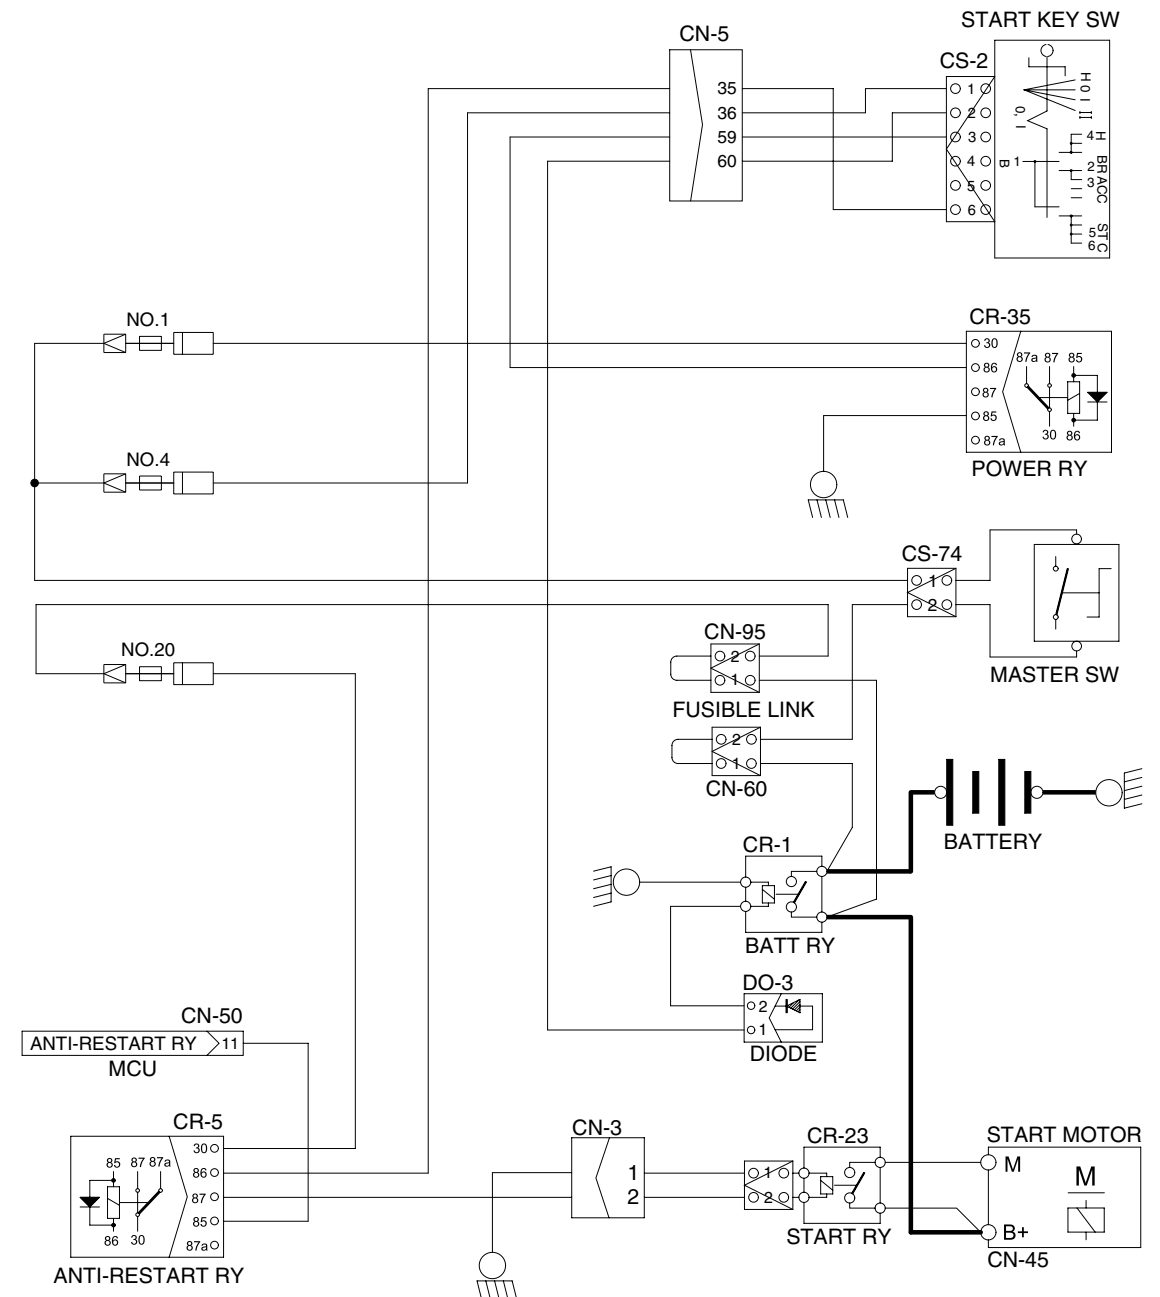 START KEY SW
CN-5
CS-2
35
36
59
60
1
2
3
4
5
6
H
O
I
II
0, I
B
1
4
H
2
BR
3
ACC
5
ST
6
C
NO.1
CR-35
30
86
87
85
87a
87a 87 85
30 86
POWER RY
NO.4
CS-74
1
2
MASTER SW
NO.20
CN-95
2
1
FUSIBLE LINK
2
1
CN-60
BATTERY
CR-1
BATT RY
DO-3
2
1
DIODE
CN-50
ANTI-RESTART RY 11
MCU
CR-5
85 87 87a
86 30
30
86
87
85
87a
ANTI-RESTART RY
CN-3
1
2
CR-23
1
2
START RY
START MOTOR
M
M
B+
CN-45